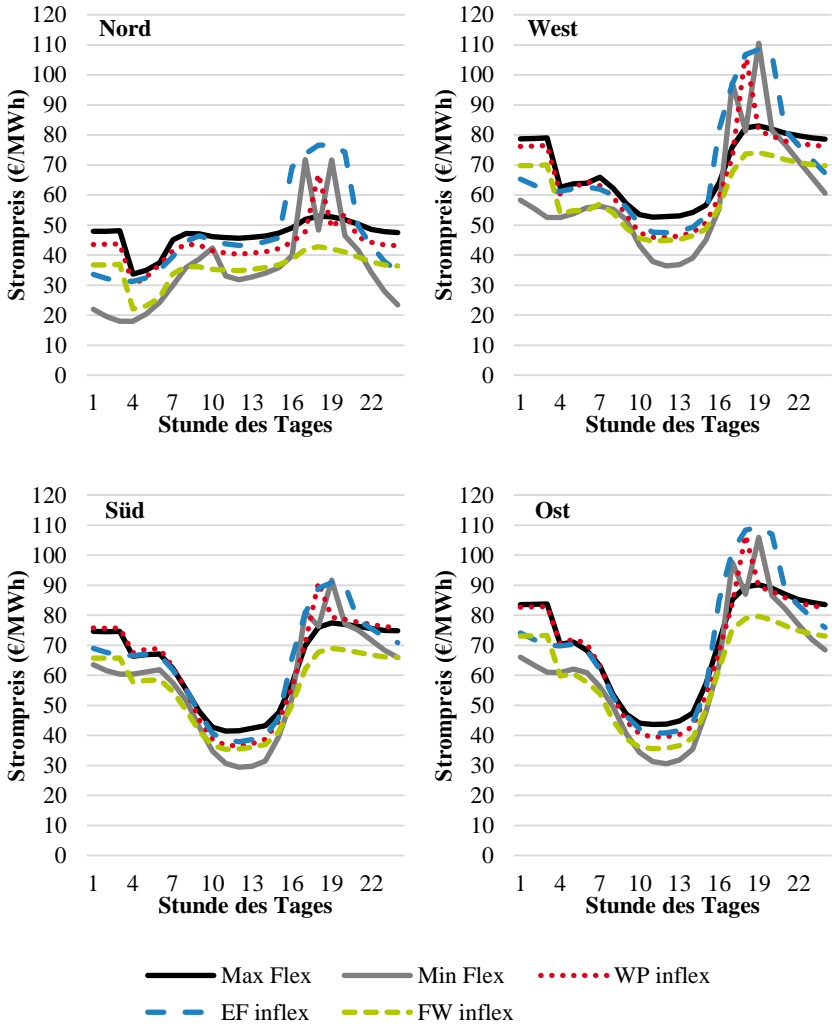 Nord
120
110
100
90
80
70
60
50
40
30
20
10
0
Strompreis (€/MWh)
1 4 7 10 13 16 19 22
Stunde des Tages
West
120
110
100
90
80
70
60
50
40
30
20
10
0
Strompreis (€/MWh)
1 4 7 10 13 16 19 22
Stunde des Tages
Süd
120
110
100
90
80
70
60
50
40
30
20
10
0
Strompreis (€/MWh)
1 4 7 10 13 16 19 22
Stunde des Tages
Ost
120
110
100
90
80
70
60
50
40
30
20
10
0
Strompreis (€/MWh)
1 4 7 10 13 16 19 22
Stunde des Tages
Max Flex Min Flex WP inflex
EF inflex FW inflex